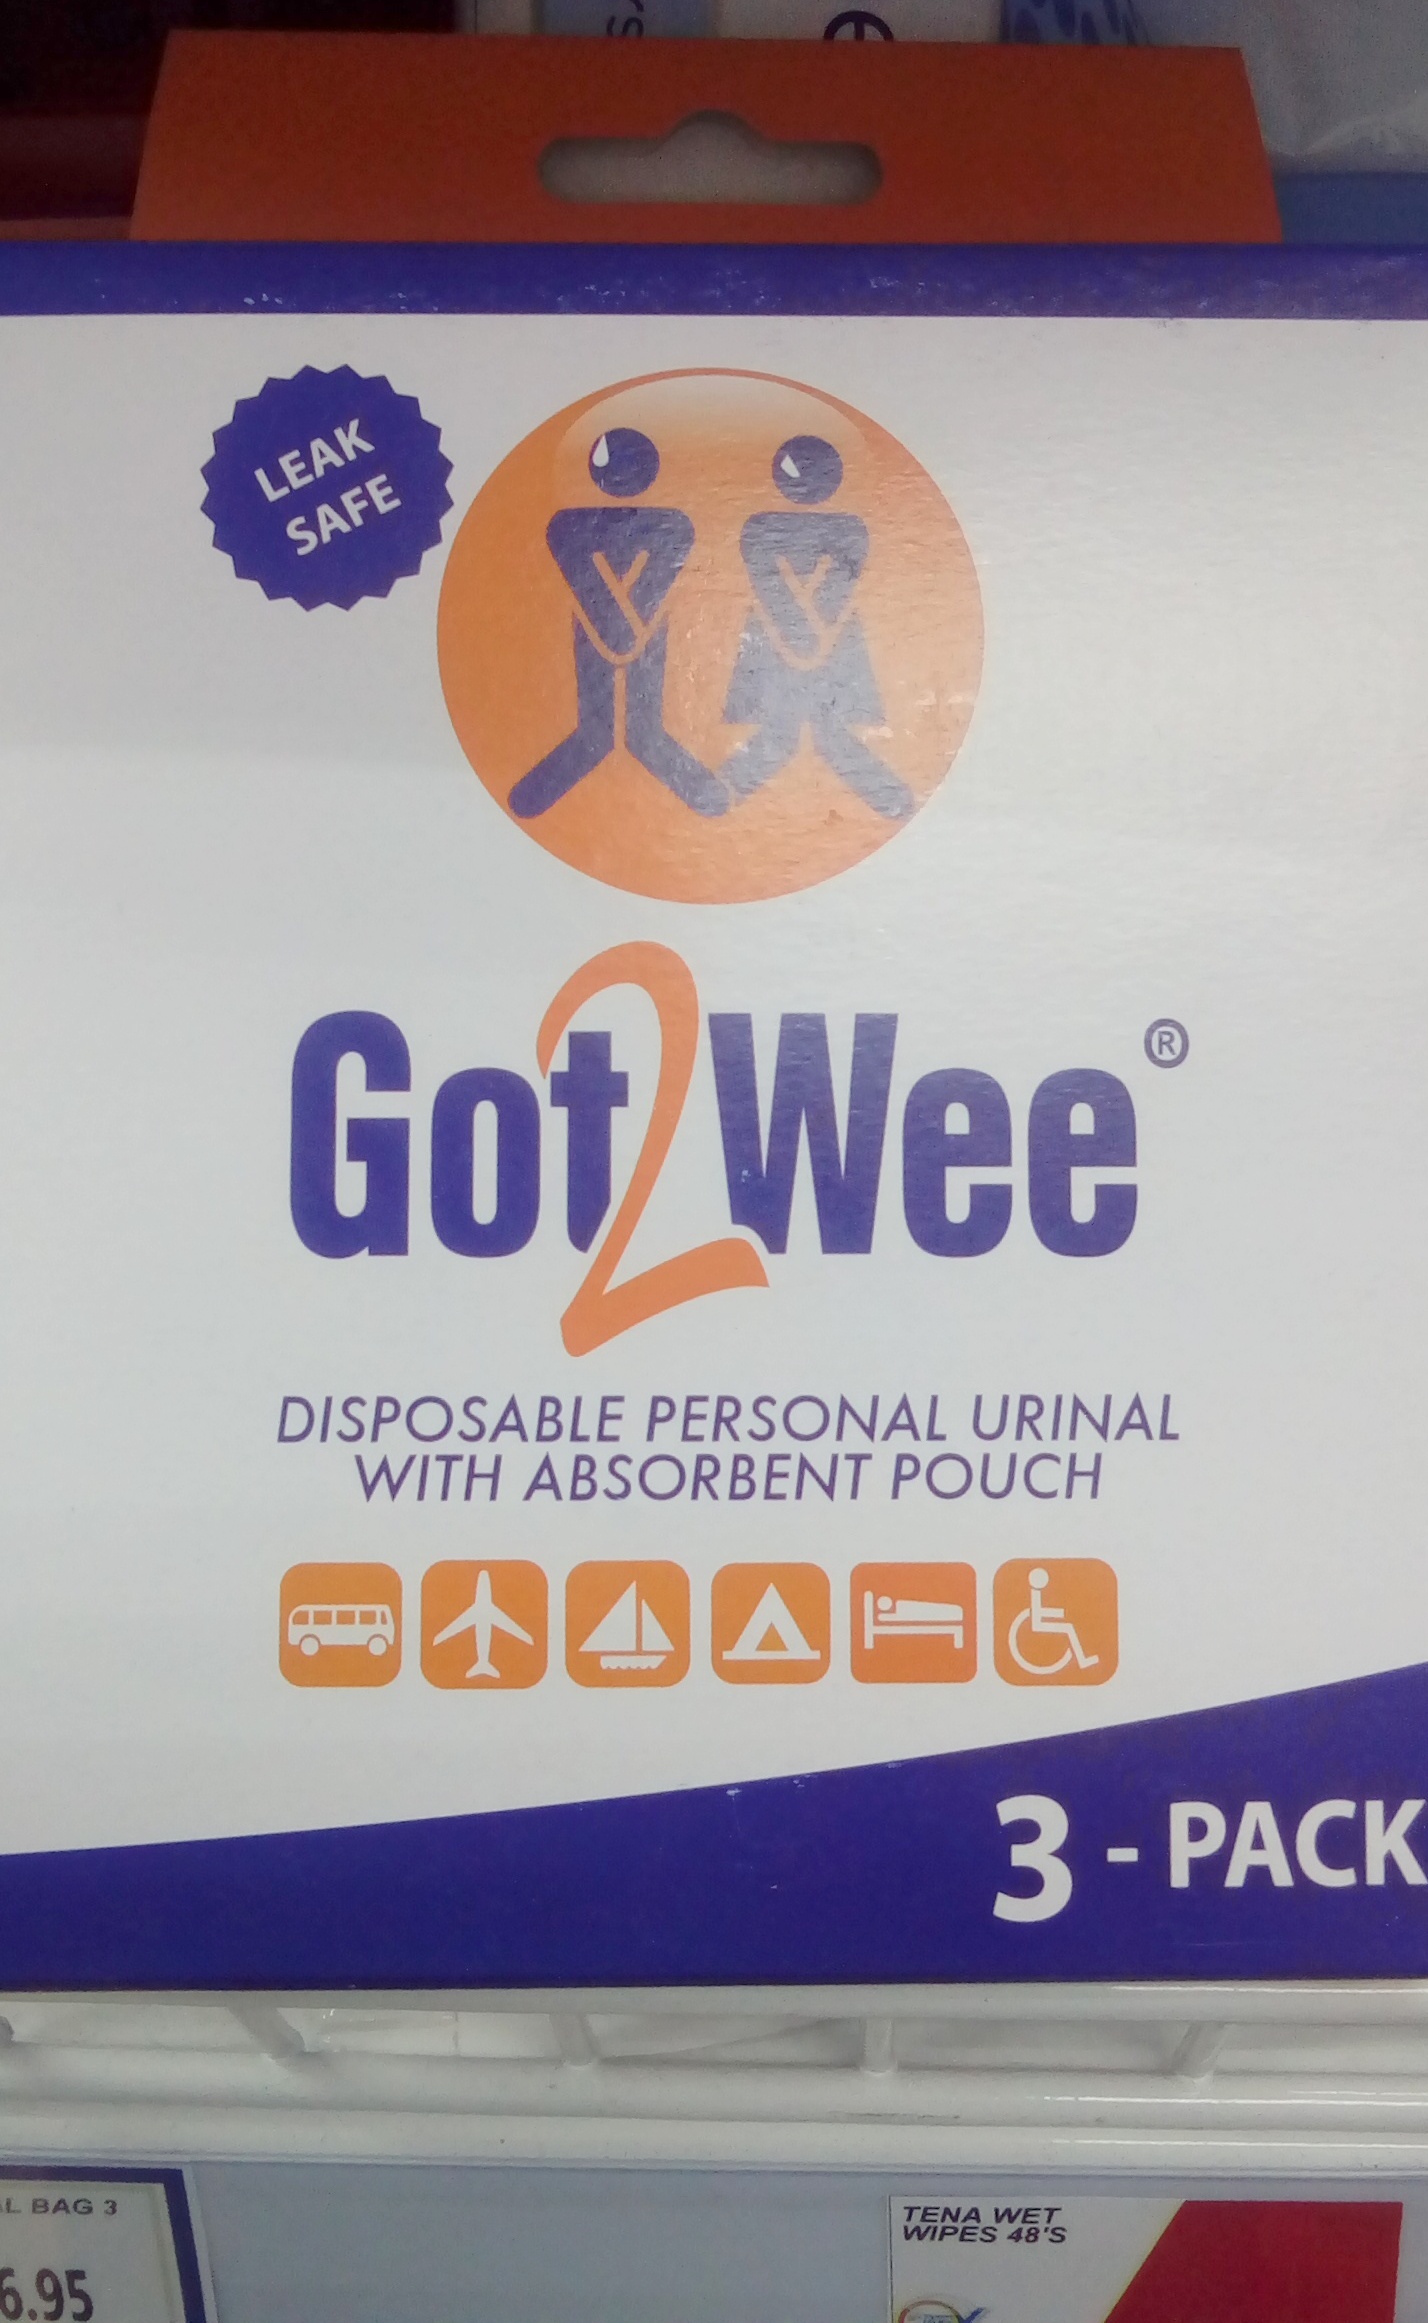 LEAK
SAFE
Got2Wee®
DISPOSABLE PERSONAL URINAL
WITH ABSORBENT POUCH
3 - PACK
BAG 3
6.95
TENA WET
WIPES 48'S